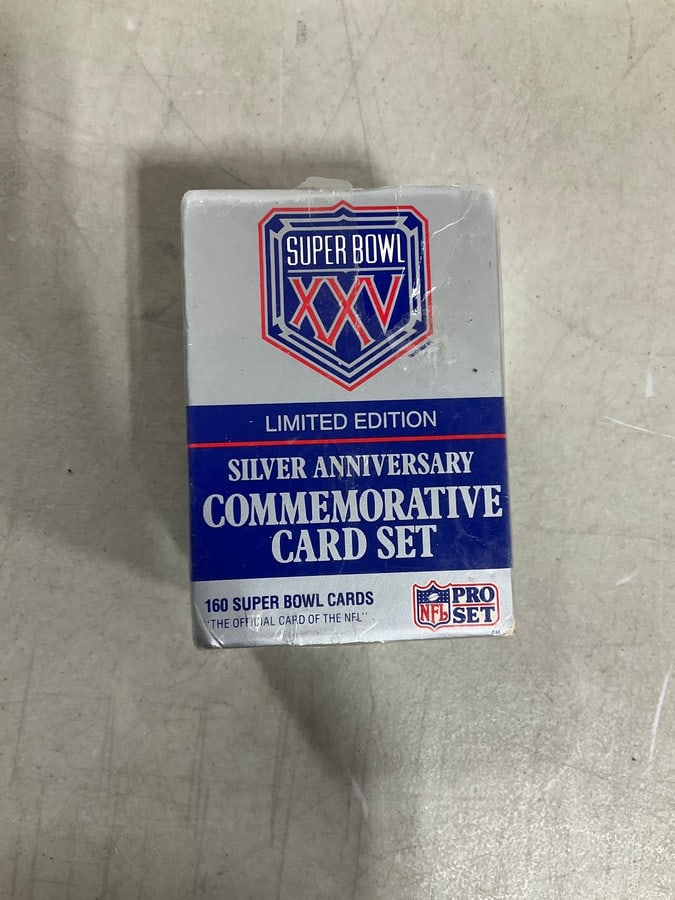 SUPER BOWL
XXV
LIMITED EDITION
SILVER ANNIVERSARY
COMMEMORATIVE
CARD SET
160 SUPER BOWL CARDS
"THE OFFICIAL CARD OF THE NFL"
NFL PRO
SET
TM